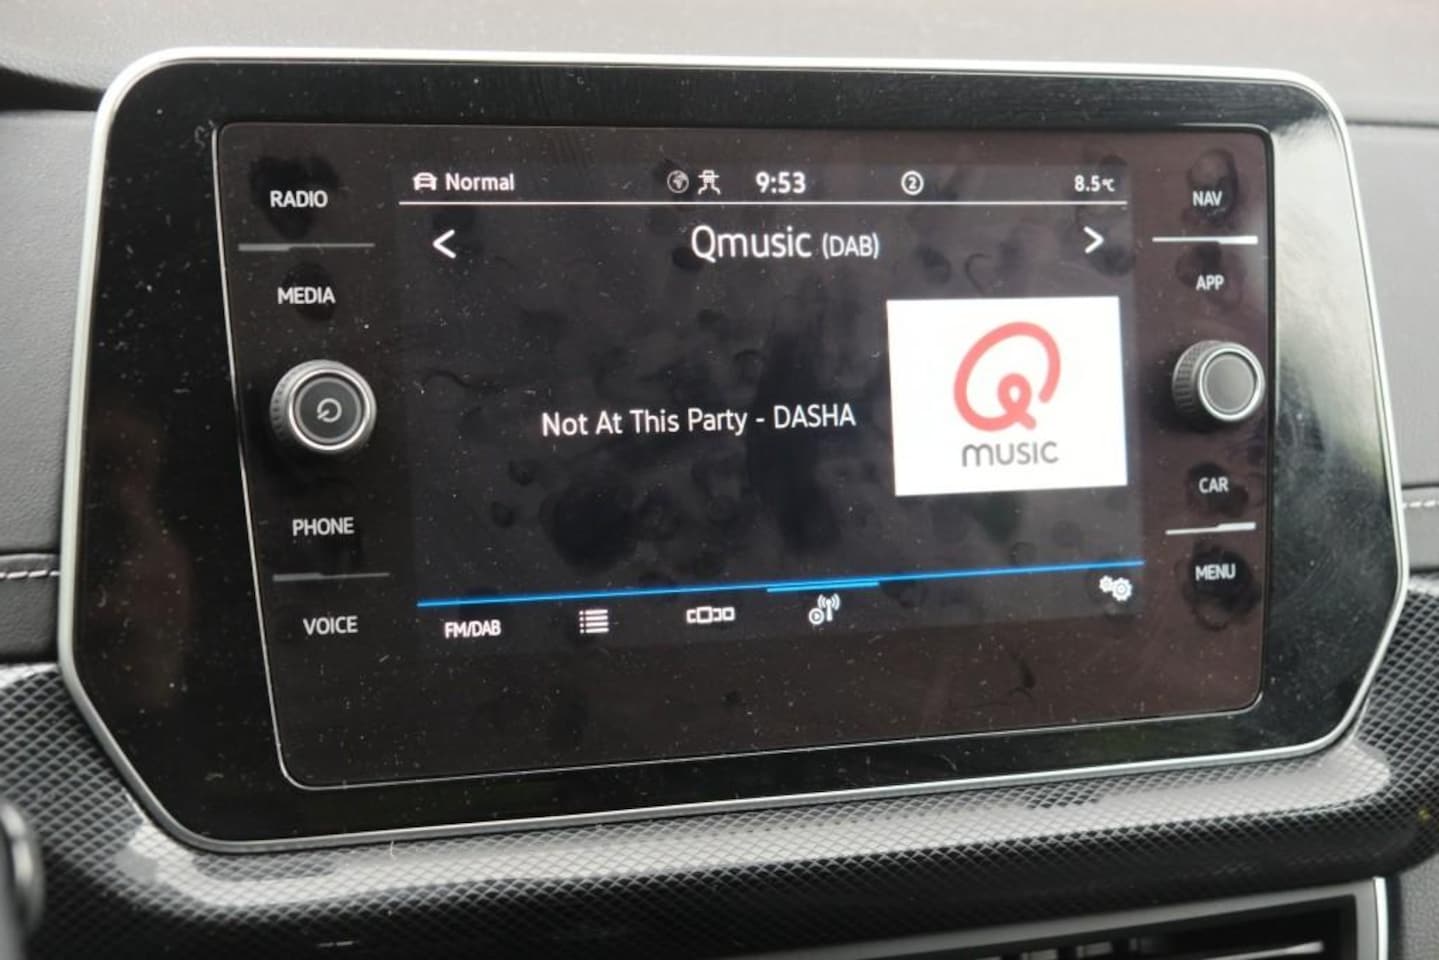 RADIO
MEDIA
PHONE
VOICE
Normal 9:53 2 8.5°C
< Qmusic (DAB) >
Not At This Party - DASHA
Q
music
FM/DAB
NAV
APP
CAR
MENU